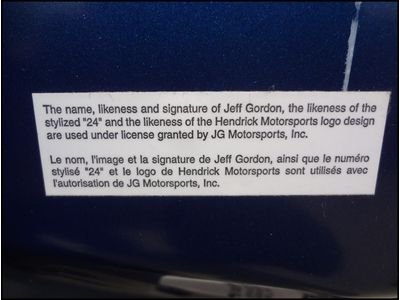 The name, likeness and signature of Jeff Gordon, the likeness of the
stylized "24" and the likeness of the Hendrick Motorsports logo design
are used under license granted by JG Motorsports, Inc.
Le nom, l'image et la signature de Jeff Gordon, ainsi que le numéro
stylisé "24" et le logo de Hendrick Motorsports sont utilisés avec
l'autorisation de JG Motorsports, Inc.